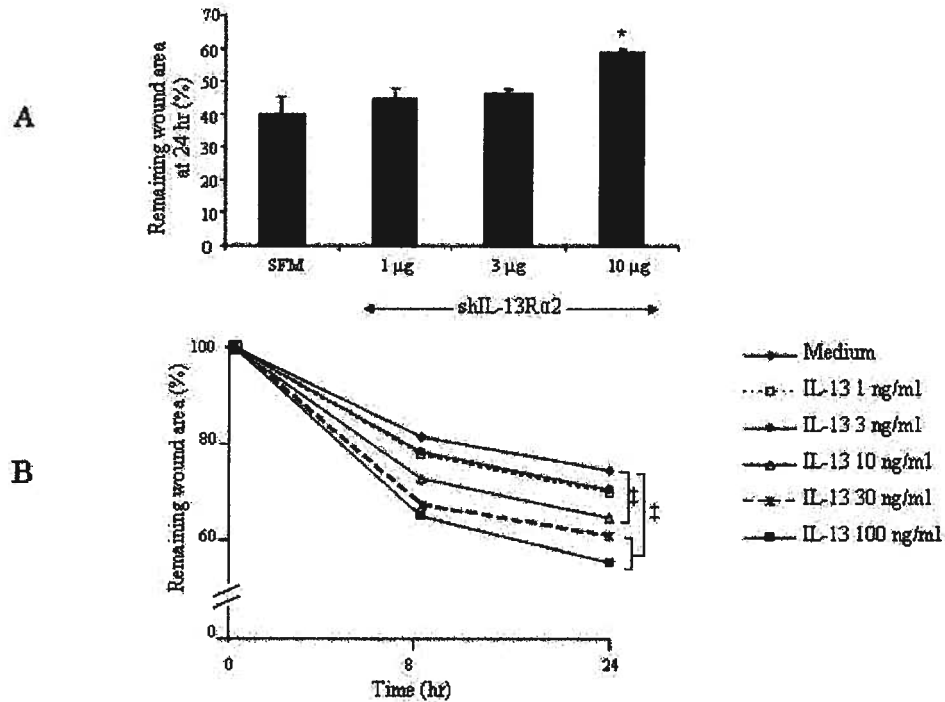 A
Remaining wound area
at 24 hr (%)
70
60
50
40
30
20
10
0
*
SFM
1 µg
3 µg
10 µg
shIL-13Rα2
B
Remaining wound area (%)
100
80
60
0
0
8
24
Time (hr)
‡
‡
Medium
IL-13 1 ng/ml
IL-13 3 ng/ml
IL-13 10 ng/ml
IL-13 30 ng/ml
IL-13 100 ng/ml